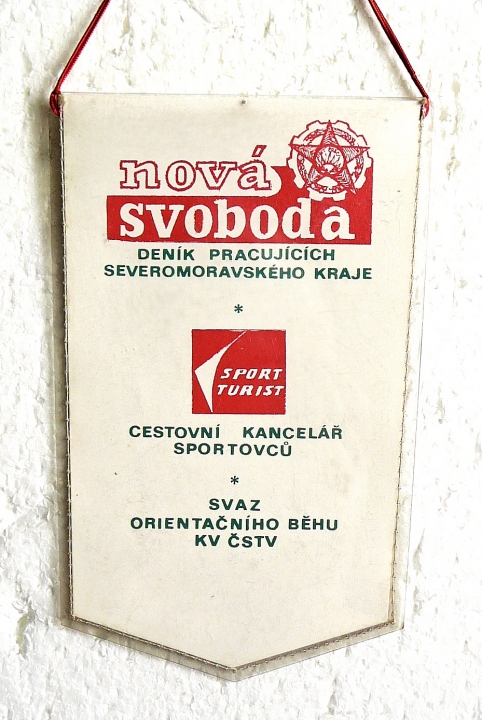 nová
svoboda
DENÍK PRACUJÍCÍCH
SEVEROMORAVSKÉHO KRAJE
*
SPORT
TURIST
CESTOVNÍ KANCELÁŘ
SPORTOVCŮ
*
SVAZ
ORIENTAČNÍHO BĚHU
KV ČSTV